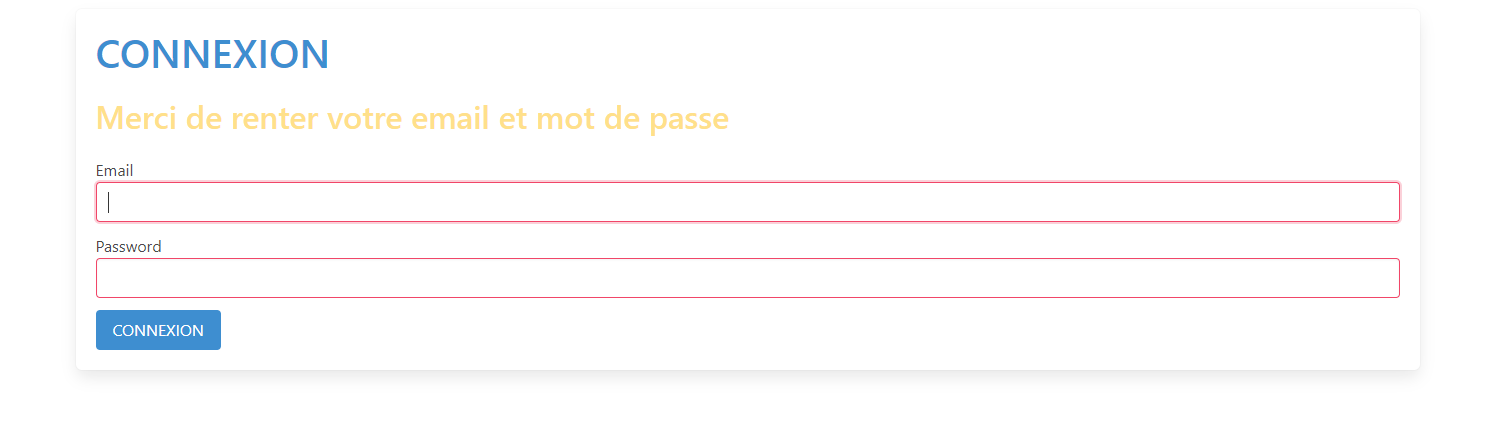 CONNEXION
Merci de renter votre email et mot de passe
Email
Password
CONNEXION